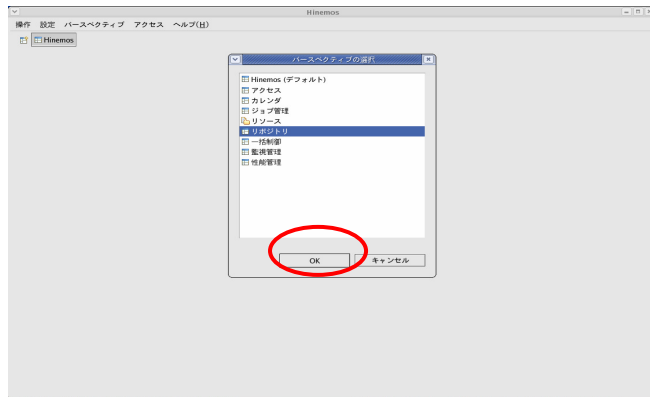 Hinemos
操作 設定 パースペクティブ アクセス ヘルプ(H)
Hinemos
パースペクティブの選択
Hinemos (デフォルト)
アクセス
カレンダ
ジョブ管理
リソース
リポジトリ
一括制御
監視管理
性能管理
OK キャンセル